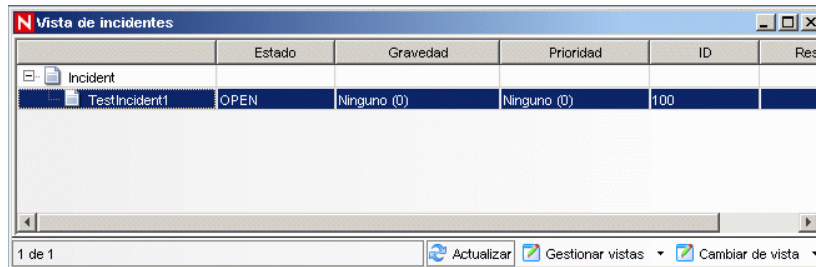 N Vista de incidentes
Estado Gravedad Prioridad ID Res
Incident
TestIncident1 OPEN Ninguno (0) Ninguno (0) 100
1 de 1 Actualizar Gestionar vistas Cambiar de vista